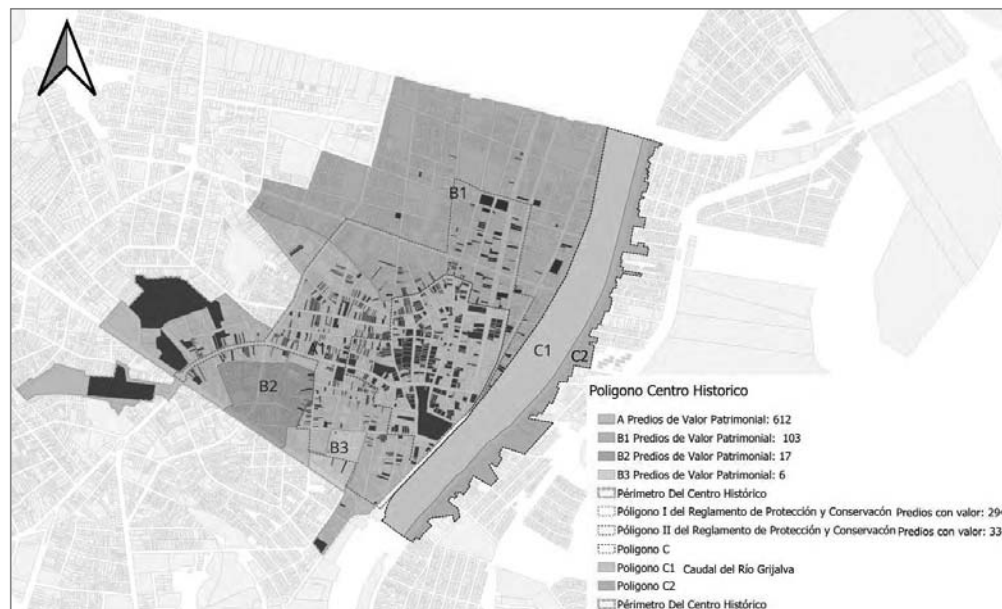 B1
C1
C2
B2
B3
Poligono Centro Historico
A Predios de Valor Patrimonial: 612
B1 Predios de Valor Patrimonial: 103
B2 Predios de Valor Patrimonial: 17
B3 Predios de Valor Patrimonial: 6
Périmetro Del Centro Histórico
Póligono I del Reglamento de Protección y Conservacón Predios con valor: 294
Póligono II del Reglamento de Protección y Conservacón Predios con valor: 33
Poligono C
Poligono C1 Caudal del Río Grijalva
Poligono C2
Périmetro Del Centro Histórico